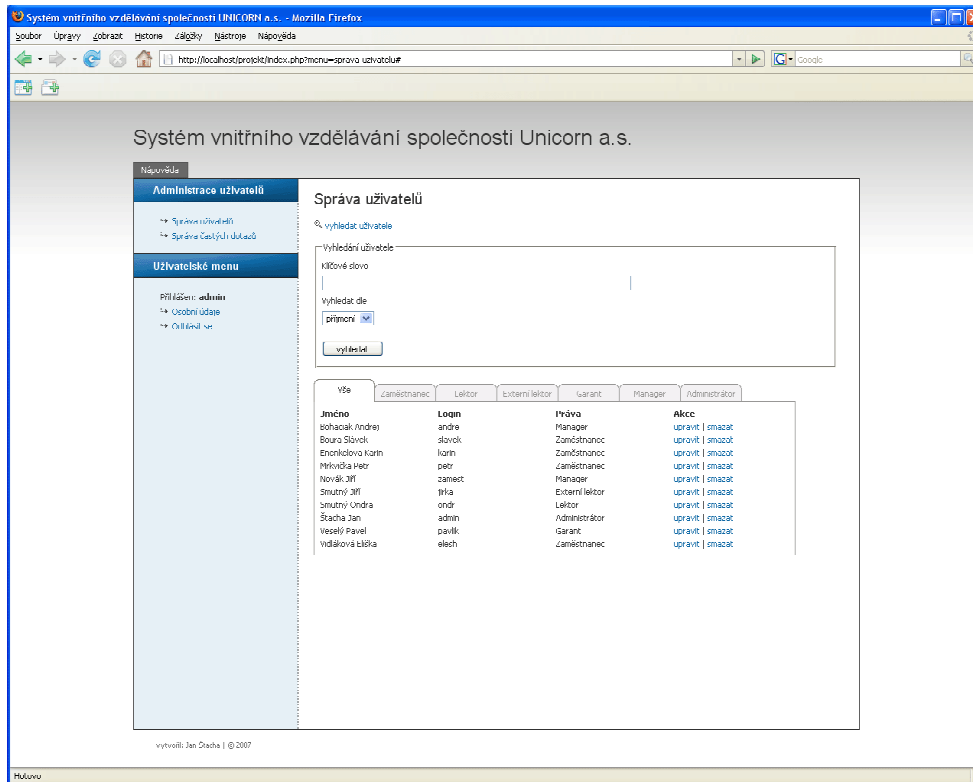 Systém vnitřního vzdělávání společnosti UNICORN a.s. - Mozilla Firefox
Soubor Úpravy Zobrazit Historie Záložky Nástroje Nápověda
http://localhost/projekt/index.php?menu=sprava uzivatelu#
G Google
Systém vnitřního vzdělávání společnosti Unicorn a.s.
Nápověda
Administrace uživatelů
Správa uživatelů
Správa častých dotazů
Uživatelské menu
Přihlášen: admin
Osobní údaje
Odhlásit se
Správa uživatelů
vyhledat uživatele
Vyhledání uživatele
Klíčové slovo
Vyhledat dle
příjmení
vyhledat
Vše Zaměstnanec Lektor Externí lektor Garant Manager Administrátor
Jméno Login Práva Akce
Bohaciak Andrej andre Manager upravit | smazat
Boura Slávek slavek Zaměstnanec upravit | smazat
Enenkelova Karin karin Zaměstnanec upravit | smazat
Mrkvička Petr petr Zaměstnanec upravit | smazat
Novák Jiří zamest Manager upravit | smazat
Smutný Jiří jirka Externí lektor upravit | smazat
Smutný Ondra ondr Lektor upravit | smazat
Štacha Jan admin Administrátor upravit | smazat
Veselý Pavel pavlik Garant upravit | smazat
Vidláková Eliška elesh Zaměstnanec upravit | smazat
vytvořil: Jan Štacha | © 2007
Hotovo